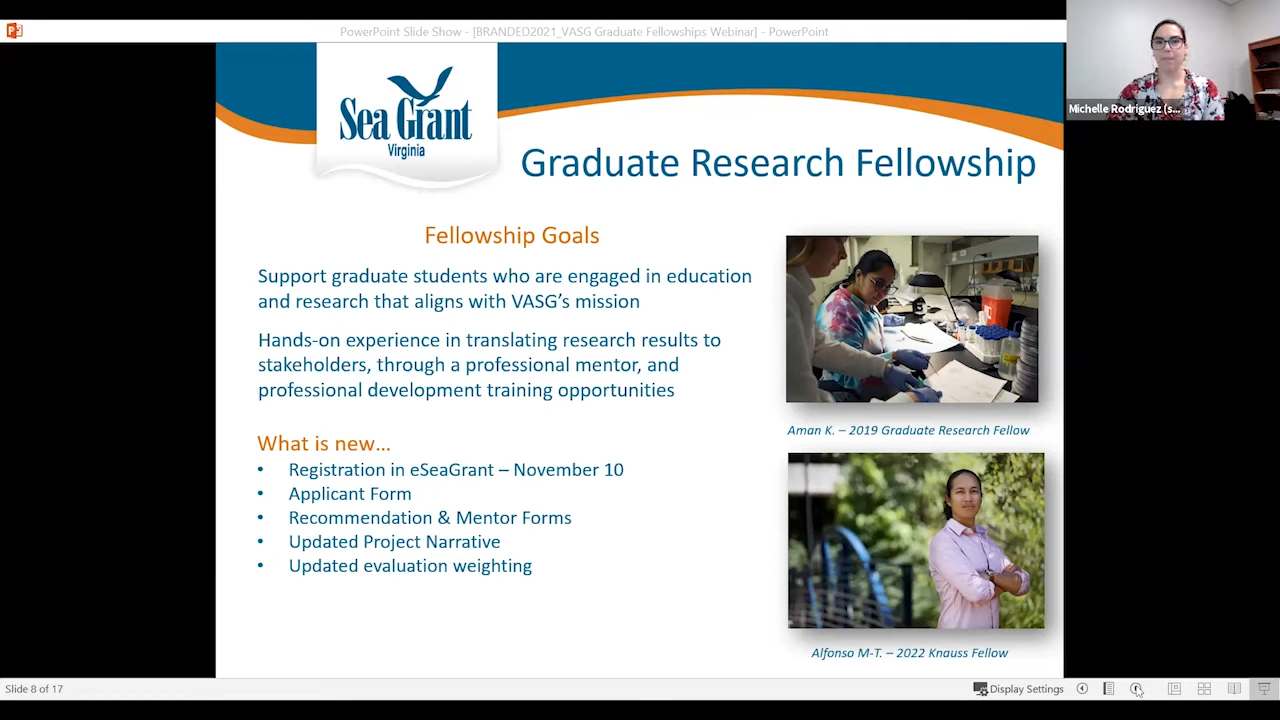 PowerPoint Slide Show - [BRANDED2021_VASG Graduate Fellowships Webinar] - PowerPoint
Michelle Rodriguez (s...
Sea Grant
Virginia
Graduate Research Fellowship
Fellowship Goals
Support graduate students who are engaged in education
and research that aligns with VASG's mission
Hands-on experience in translating research results to
stakeholders, through a professional mentor, and
professional development training opportunities
What is new...
• Registration in eSeaGrant – November 10
• Applicant Form
• Recommendation & Mentor Forms
• Updated Project Narrative
• Updated evaluation weighting
Aman K. – 2019 Graduate Research Fellow
Alfonso M-T. – 2022 Knauss Fellow
Slide 8 of 17
Display Settings